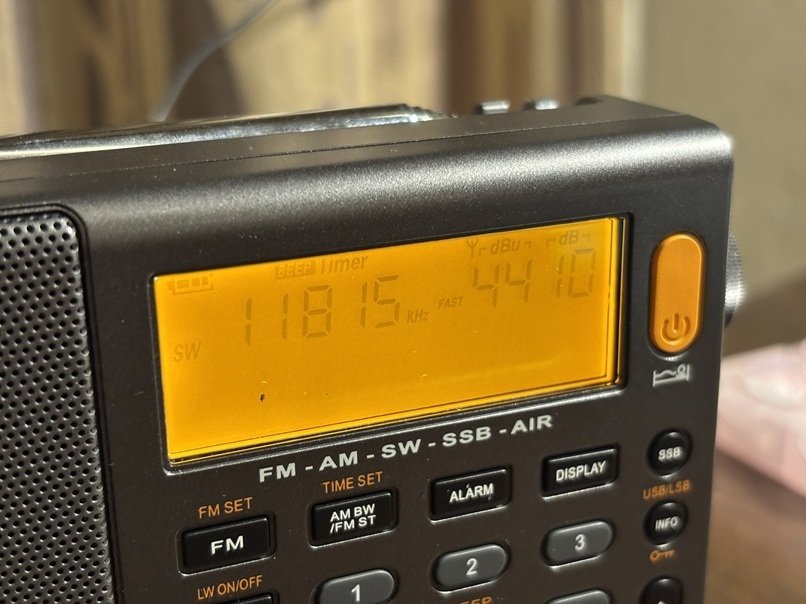 BEEP Timer dBu dB
11815 KHz FAST 44 10
SW
FM - AM - SW - SSB - AIR
FM SET TIME SET
FM AM BW /FM ST ALARM DISPLAY SSB
USB/LSB
INFO
LW ON/OFF 1 2 3